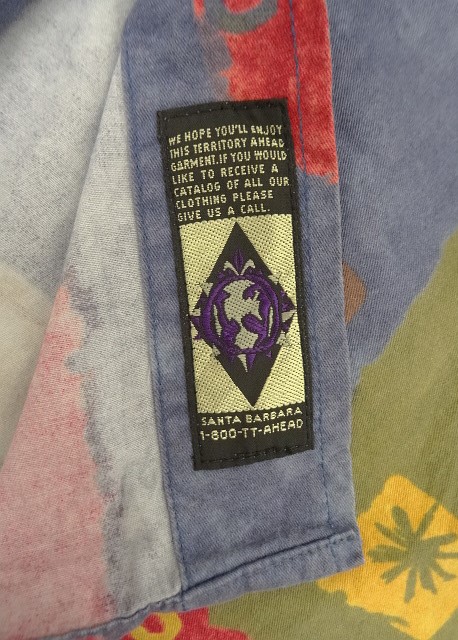 WE HOPE YOU'LL ENJOY
THIS TERRITORY AHEAD
GARMENT. IF YOU WOULD
LIKE TO RECEIVE A
CATALOG OF ALL OUR
CLOTHING PLEASE
GIVE US A CALL.
SANTA BARBARA
1-800-TT-AHEAD